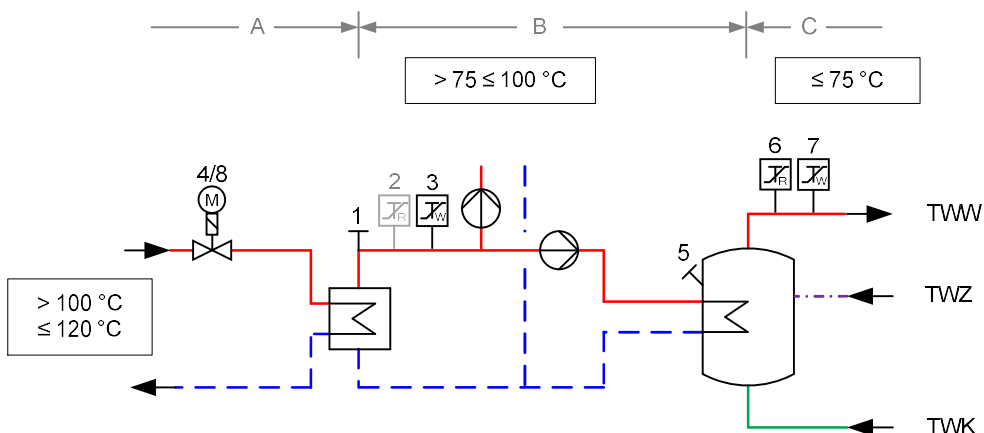 A
B
C
> 75 ≤ 100 °C
≤ 75 °C
4/8
M
1
2
R
3
W
6
R
7
W
TWW
5
> 100 °C
≤ 120 °C
TWZ
TWK